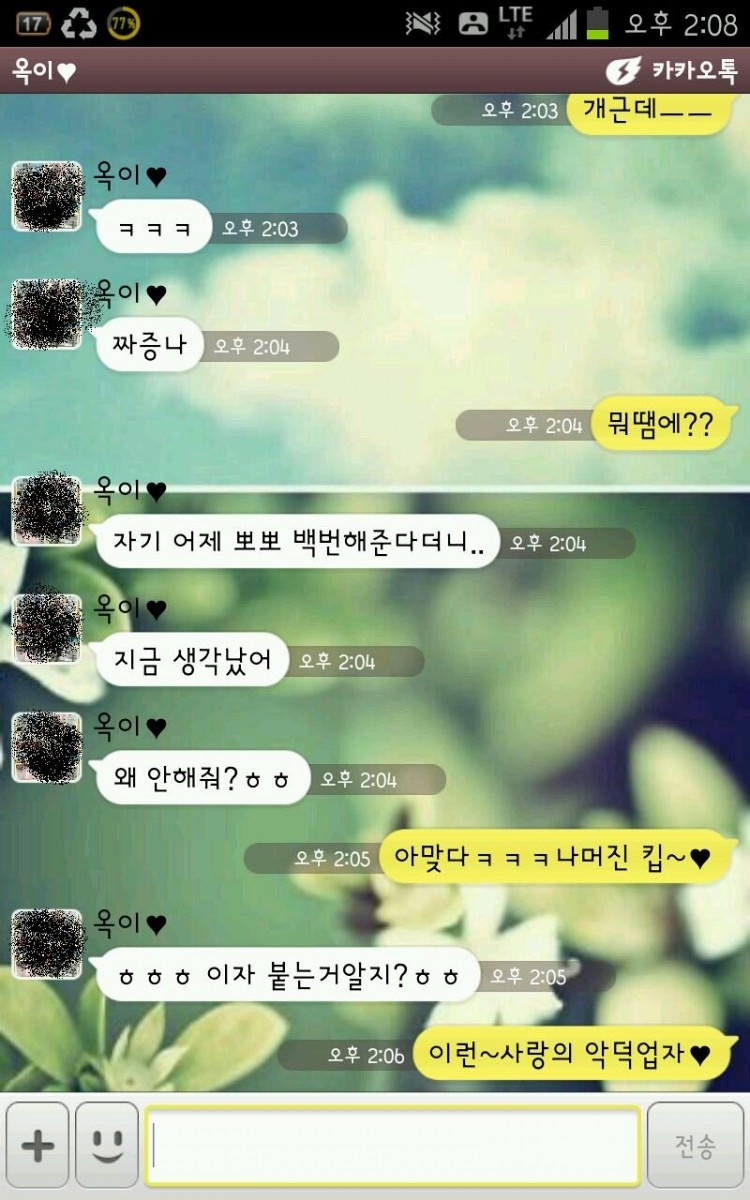 17
77%
LTE
오후 2:08
옥이♥
카카오톡
오후 2:03
개근데ㅡㅡ
옥이♥
ㅋㅋㅋ
오후 2:03
옥이♥
짜증나
오후 2:04
오후 2:04
뭐땜에??
옥이♥
자기 어제 뽀뽀 백번해준다더니..
오후 2:04
옥이♥
지금 생각났어
오후 2:04
옥이♥
왜 안해줘?ㅎㅎ
오후 2:04
오후 2:05
아맞다ㅋㅋㅋ나머진 킵~♥
옥이♥
ㅎㅎㅎ 이자 붙는거알지?ㅎㅎ
오후 2:05
오후 2:06
이런~사랑의 악덕업자♥
전송